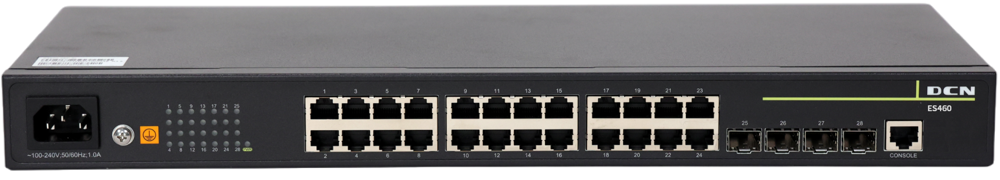 DCN
ES460
1 3 5 7
9 11 13 15
17 19 21 23
1 5 9 13 17 21 25
25 26 27 28
4 8 12 16 20 24 28 PWR
~100-240V;50/60Hz;1.0A
2 4 6 8
10 12 14 16
18 20 22 24
CONSOLE